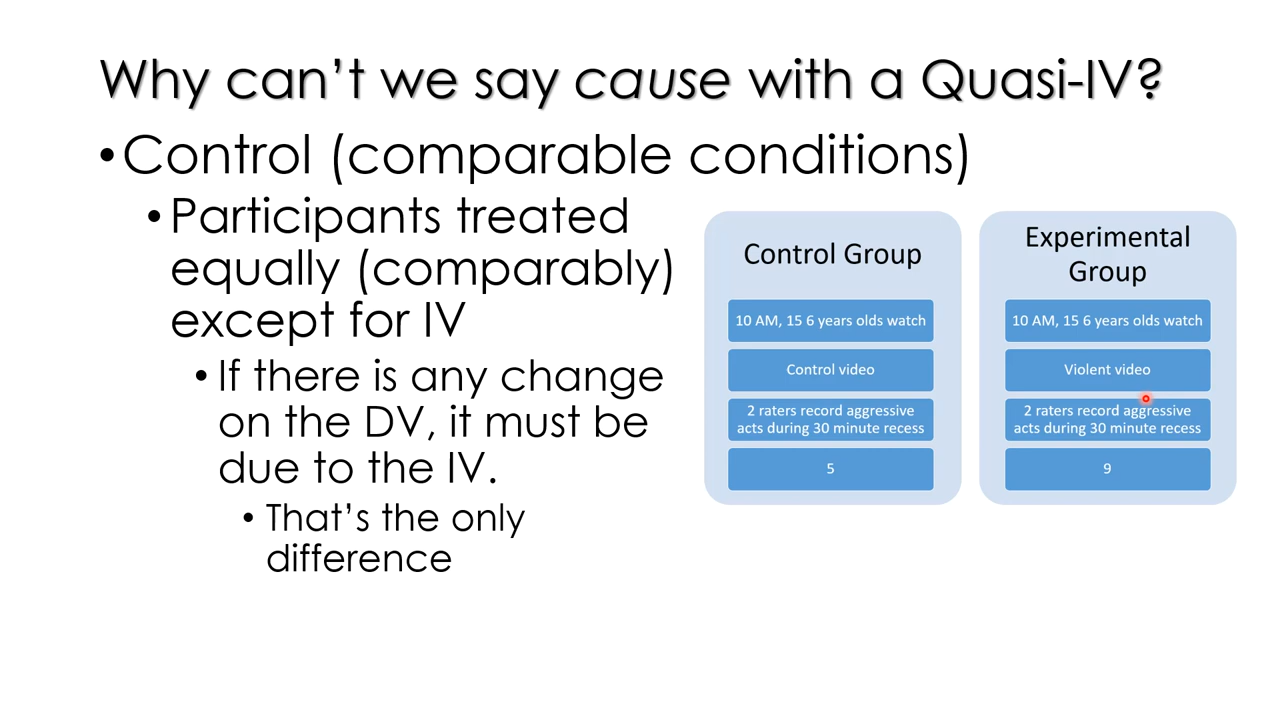 Why can't we say cause with a Quasi-IV?
•Control (comparable conditions)
•Participants treated
equally (comparably)
except for IV
•If there is any change
on the DV, it must be
due to the IV.
•That's the only
difference
Control Group
10 AM, 15 6 years olds watch
Control video
2 raters record aggressive
acts during 30 minute recess
5
Experimental
Group
10 AM, 15 6 years olds watch
Violent video
2 raters record aggressive
acts during 30 minute recess
9